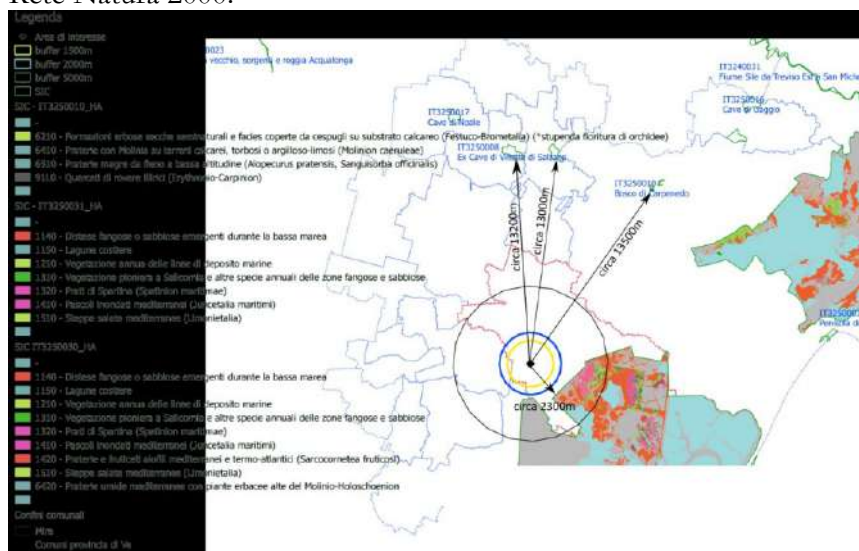 Rete Natura 2000.
Legenda
Area di interesse
buffer 1500m
buffer 2000m
buffer 5000m
SIC
SIC - IT3250010_HA
-
6210 - Formazioni erbose secche seminaturali e facies coperte da cespugli su substrato calcareo (Festuco-Brometalia) (*stupenda fioritura di orchidee)
6410 - Praterie con Molinia su terreni calcarei, torbosi o argilloso-limosi (Molinion caeruleae)
6510 - Praterie magre da fieno a bassa altitudine (Alopecurus pratensis, Sanguisorba officinalis)
91L0 - Querceti di rovere illirici (Erythronio-Carpinion)
SIC - IT3250031_HA
-
1140 - Distese fangose o sabbiose emergenti durante la bassa marea
1150 - Lagune costiere
1210 - Vegetazione annua delle linee di deposito marine
1310 - Vegetazione pioniera a Salicornia e altre specie annuali delle zone fangose e sabbiose
1320 - Prati di Spartina (Spartinion maritimae)
1410 - Pascoli inondati mediterranei (Juncetalia maritimi)
1510 - Steppe salate mediterranee (Limonietalia)
SIC IT3250030_HA
-
1140 - Distese fangose o sabbiose emergenti durante la bassa marea
1150 - Lagune costiere
1210 - Vegetazione annua delle linee di deposito marine
1310 - Vegetazione pioniera a Salicornia e altre specie annuali delle zone fangose e sabbiose
1320 - Prati di Spartina (Spartinion maritimae)
1410 - Pascoli inondati mediterranei (Juncetalia maritimi)
1420 - Praterie e fruticeti alofili mediterranei e termo-atlantici (Sarcocornetea fruticosi)
1510 - Steppe salate mediterranee (Limonietalia)
6420 - Praterie umide mediterranee con piante erbacee alte del Molinio-Holoschoenion
Confini comunali
Mira
Comuni provincia di Ve
0023
vecchio, sorgenti e roggia Acqualonga
IT3250017
Cave di Noale
IT3250008
Ex Cave di Villetta di Salzano
IT3240031
Fiume Sile da Treviso Est a San Miche
IT3250016
Cave di Gaggio
IT3250010
Bosco di Carpenedo
Penisola d
circa 13200m
circa 13000m
circa 13500m
circa 2300m